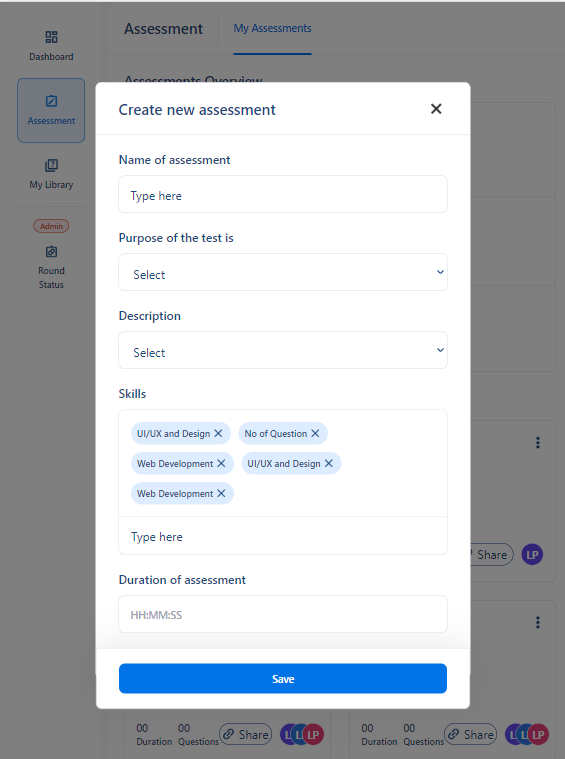 Assessment
My Assessments
Dashboard
Assessment
My Library
Admin
Round
Status
Assessments Overview
Create new assessment
Name of assessment
Type here
Purpose of the test is
Select
Description
Select
Skills
UI/UX and Design
No of Question
Web Development
UI/UX and Design
Web Development
Type here
Duration of assessment
HH:MM:SS
Save
Share
LP
00
Duration
00
Questions
Share
LP
00
Duration
00
Questions
Share
LP